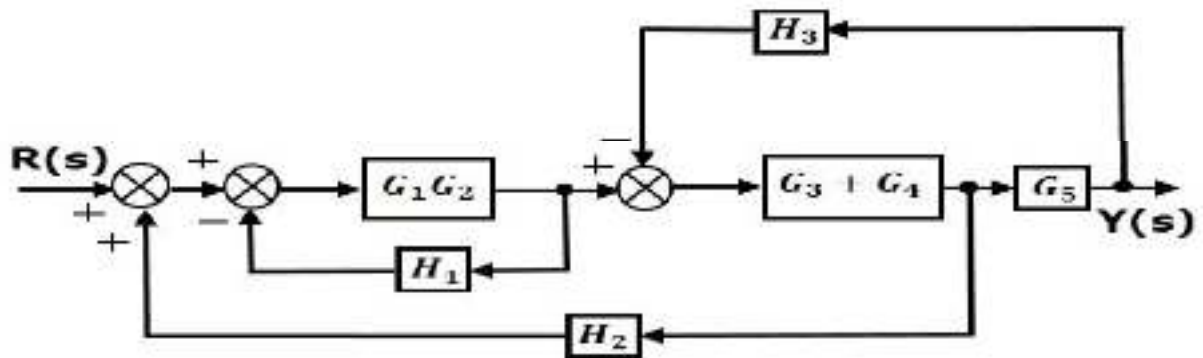 H₃
−
R(s) + − + 
+ +
G₁G₂
+
G₃ + G₄
G₅
Y(s)
−
H₁
H₂